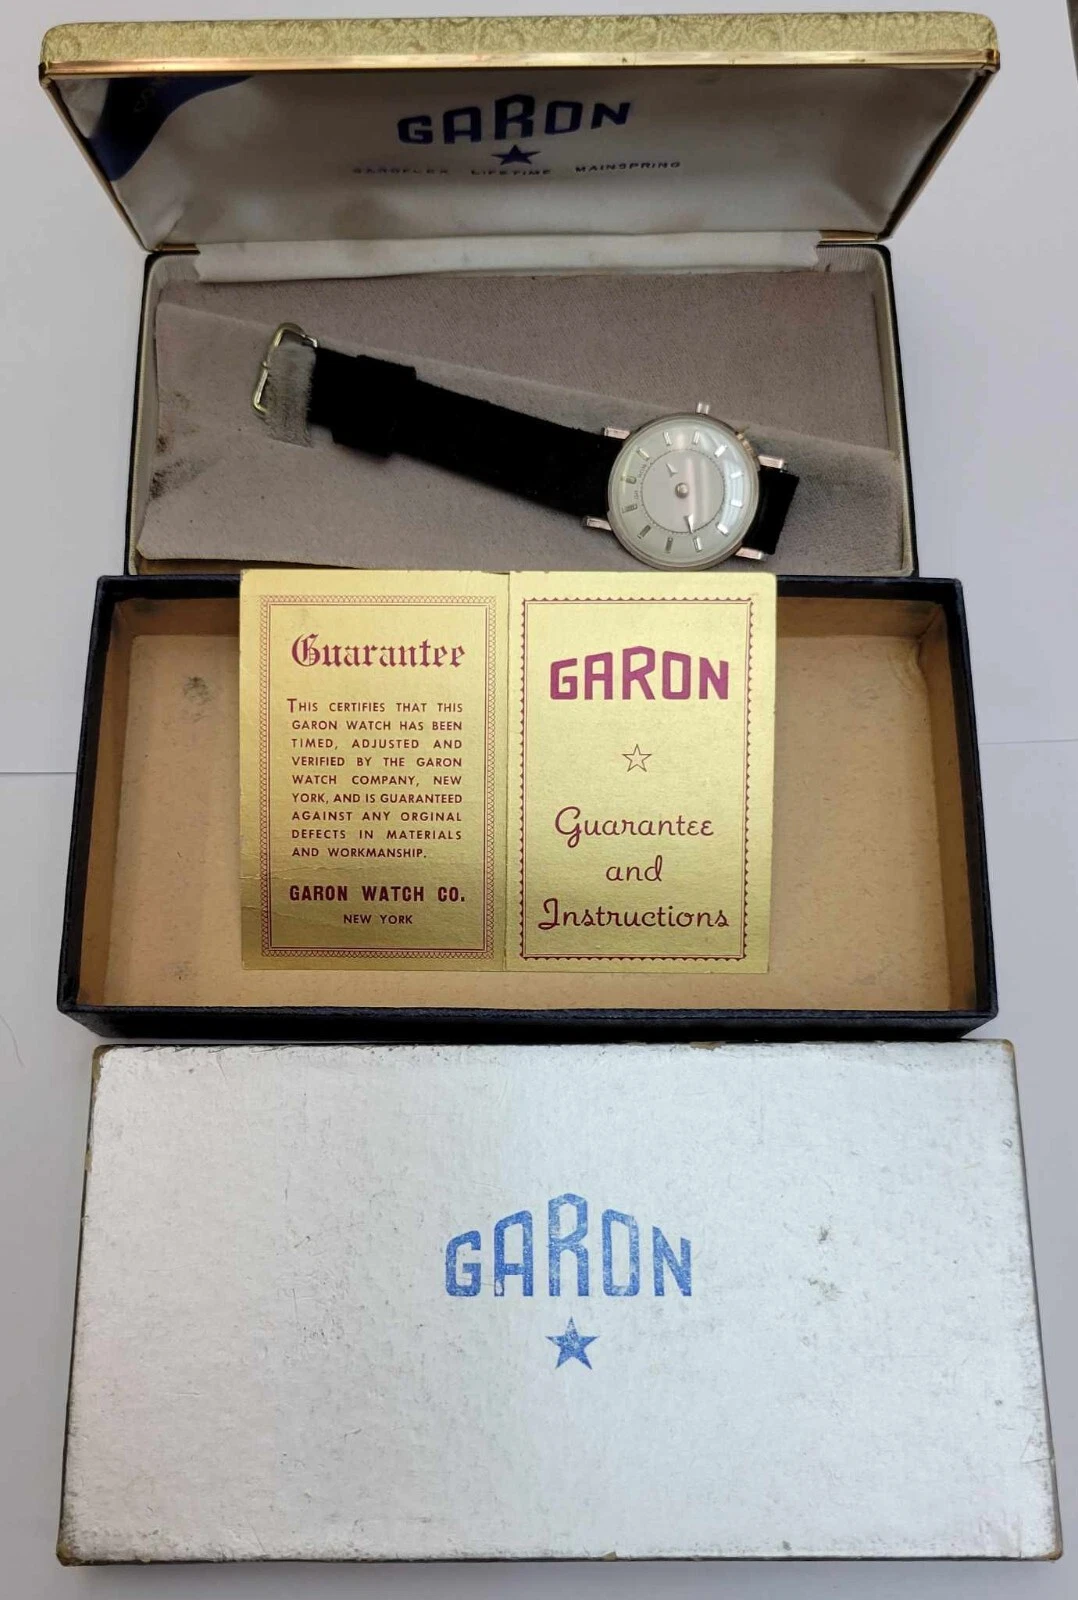 GARON
GAROFLEX LIFETIME MAINSPRING
Guarantee
THIS CERTIFIES THAT THIS
GARON WATCH HAS BEEN
TIMED, ADJUSTED AND
VERIFIED BY THE GARON
WATCH COMPANY, NEW
YORK, AND IS GUARANTEED
AGAINST ANY ORGINAL
DEFECTS IN MATERIALS
AND WORKMANSHIP.
GARON WATCH CO.
NEW YORK
GARON
Guarantee
and
Instructions
GARON